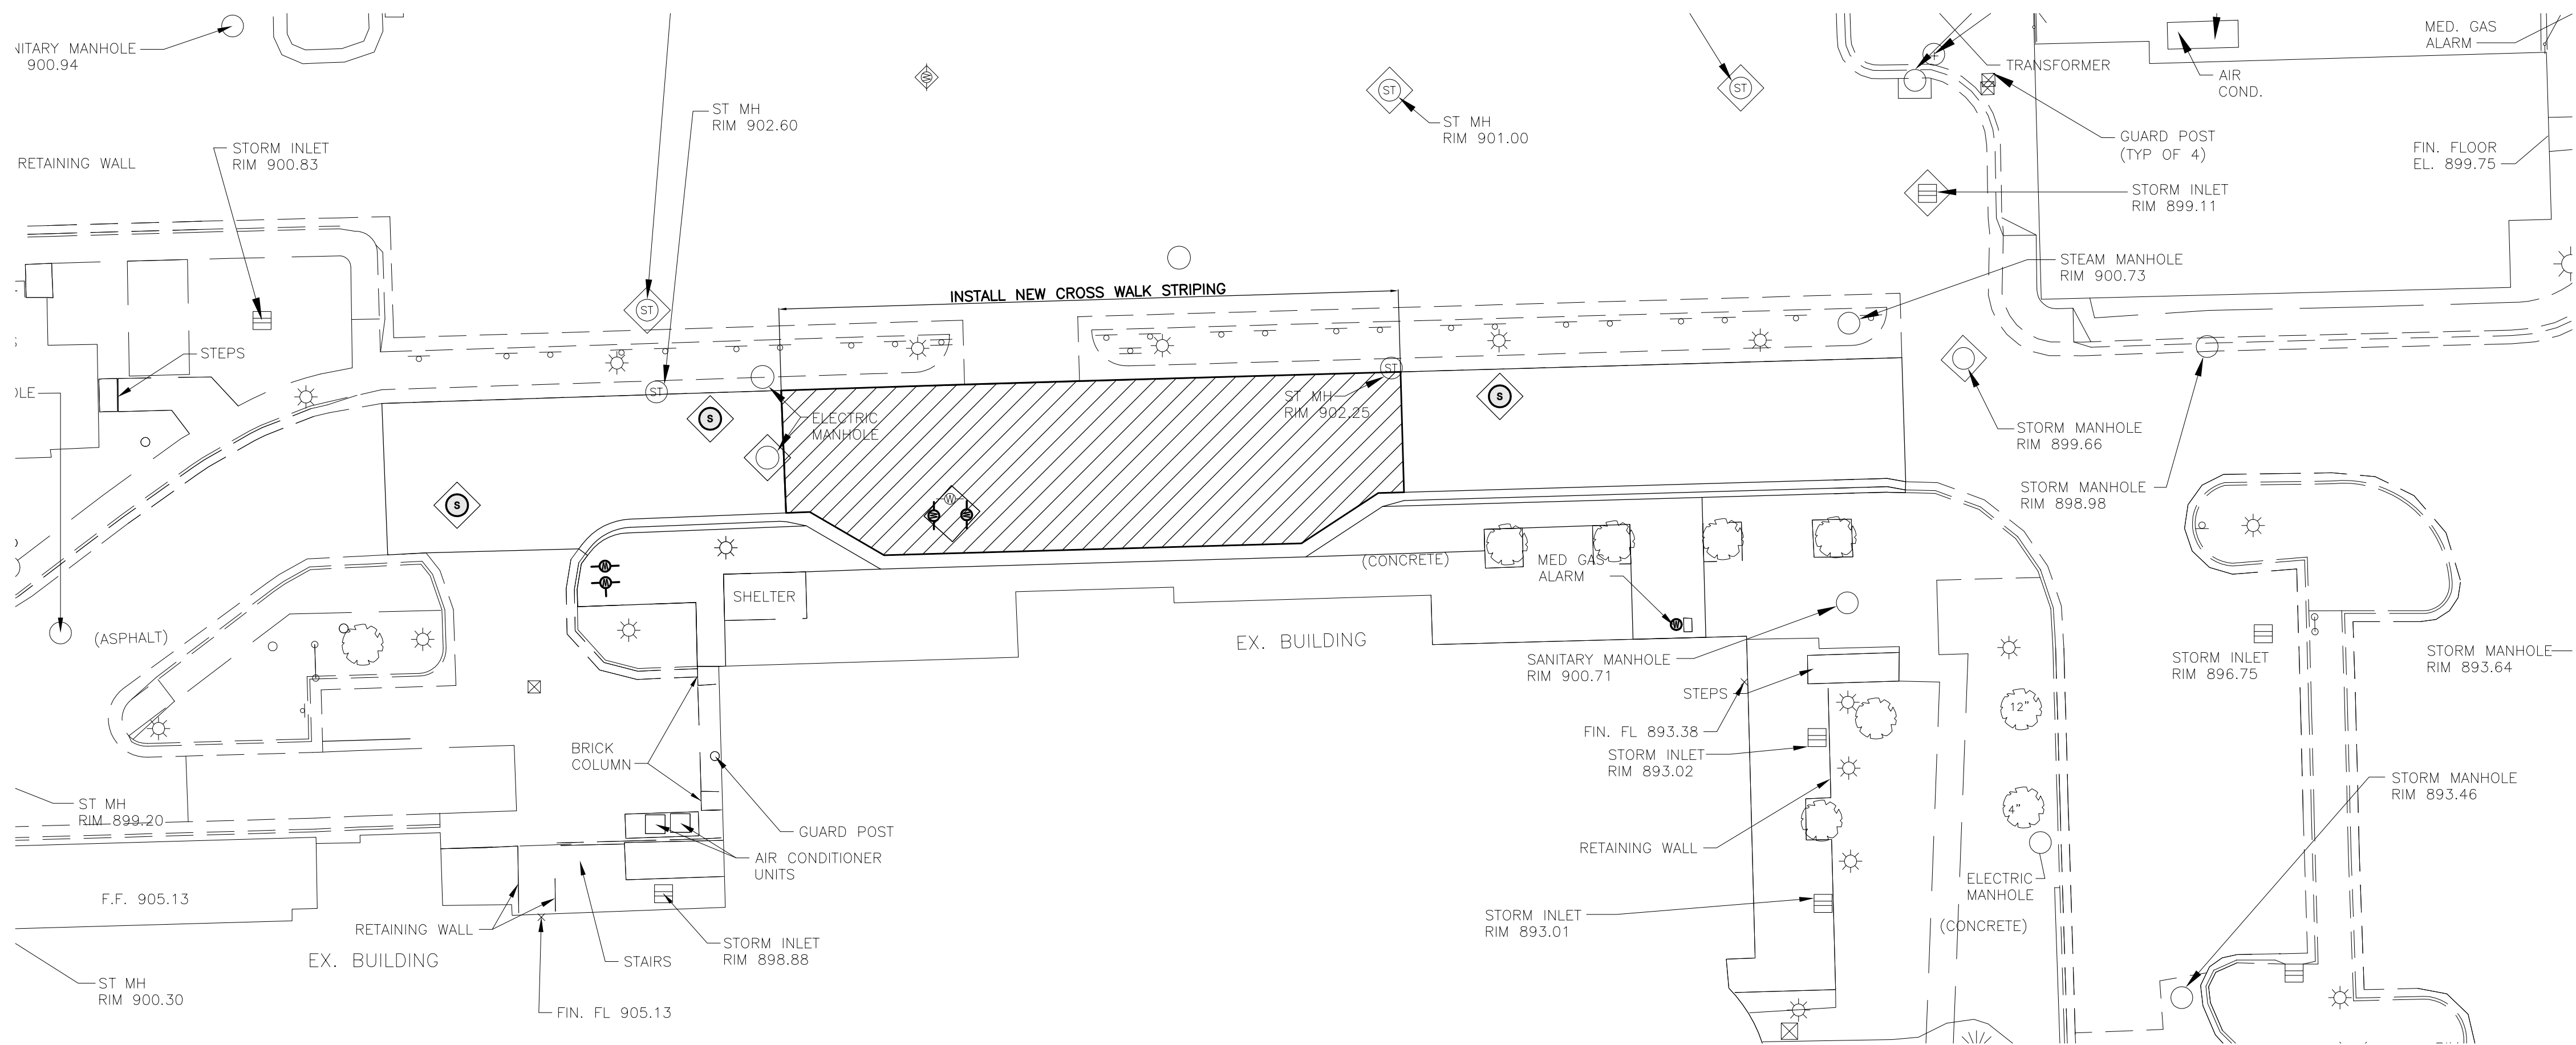 NITARY MANHOLE
900.94
RETAINING WALL
STORM INLET
RIM 900.83
ST MH
RIM 902.60
W
ST
ST MH
RIM 901.00
ST
TRANSFORMER
AIR
COND.
MED. GAS
ALARM
GUARD POST
(TYP OF 4)
FIN. FLOOR
EL. 899.75
STORM INLET
RIM 899.11
STEAM MANHOLE
RIM 900.73
INSTALL NEW CROSS WALK STRIPING
ST
STEPS
ST
S
ELECTRIC
MANHOLE
ST
ST MH
RIM 902.25
S
STORM MANHOLE
RIM 899.66
STORM MANHOLE
RIM 898.98
S
W
W
W
W
W
(CONCRETE)
MED GAS
ALARM
W
SHELTER
EX. BUILDING
(ASPHALT)
SANITARY MANHOLE
RIM 900.71
STEPS
FIN. FL 893.38
STORM INLET
RIM 893.02
12"
STORM INLET
RIM 896.75
STORM MANHOLE
RIM 893.64
BRICK
COLUMN
STORM MANHOLE
RIM 893.46
ST MH
RIM 899.20
GUARD POST
AIR CONDITIONER
UNITS
4"
RETAINING WALL
ELECTRIC
MANHOLE
F.F. 905.13
RETAINING WALL
STORM INLET
RIM 898.88
STAIRS
STORM INLET
RIM 893.01
(CONCRETE)
EX. BUILDING
ST MH
RIM 900.30
FIN. FL 905.13